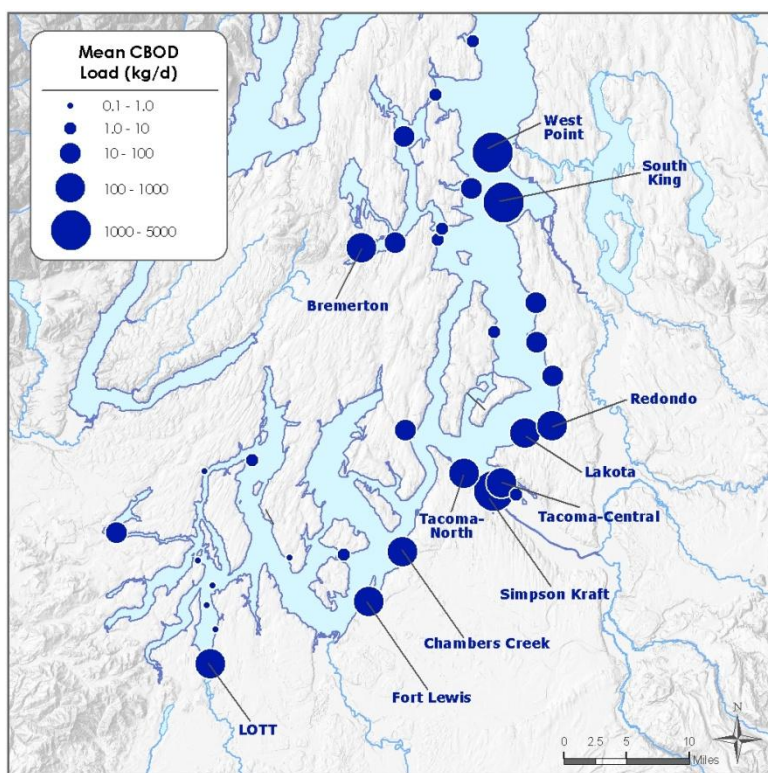 Mean CBOD
Load (kg/d)
0.1 - 1.0
1.0 - 10
10 - 100
100 - 1000
1000 - 5000
West
Point
South
King
Bremerton
Redondo
Lakota
Tacoma-
North
Tacoma-Central
Simpson Kraft
Chambers Creek
Fort Lewis
LOTT
N
0 2.5 5 10
Miles